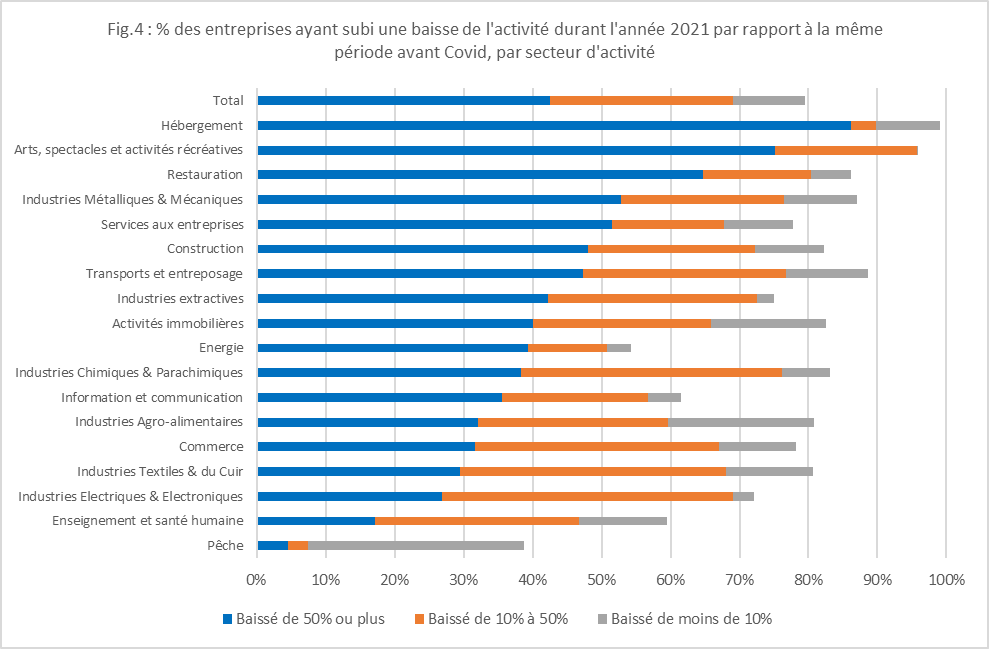 Fig.4 : % des entreprises ayant subi une baisse de l'activité durant l'année 2021 par rapport à la même
période avant Covid, par secteur d'activité
Total
Hébergement
Arts, spectacles et activités récréatives
Restauration
Industries Métalliques & Mécaniques
Services aux entreprises
Construction
Transports et entreposage
Industries extractives
Activités immobilières
Energie
Industries Chimiques & Parachimiques
Information et communication
Industries Agro-alimentaires
Commerce
Industries Textiles & du Cuir
Industries Electriques & Electroniques
Enseignement et santé humaine
Pêche
0% 10% 20% 30% 40% 50% 60% 70% 80% 90% 100%
Baissé de 50% ou plus Baissé de 10% à 50% Baissé de moins de 10%